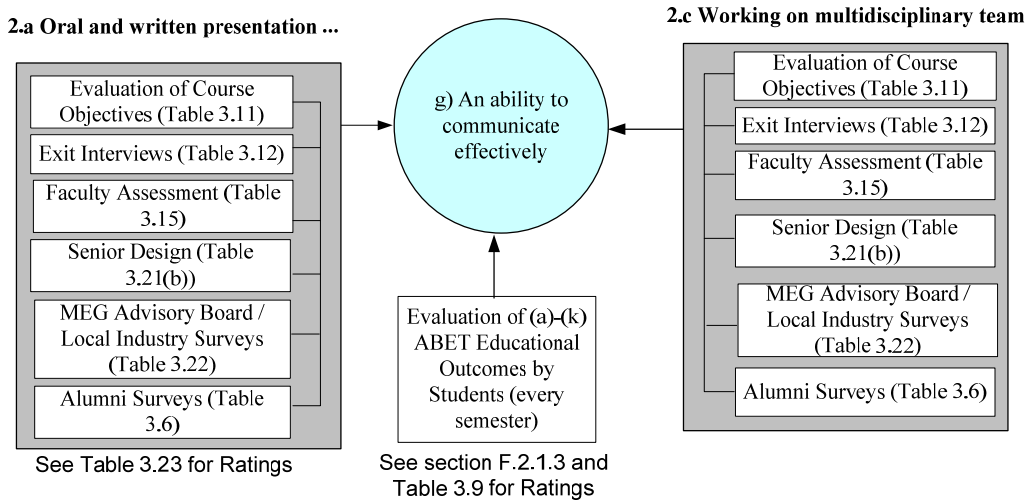 2.a Oral and written presentation ...
Evaluation of Course
Objectives (Table 3.11)
Exit Interviews (Table 3.12)
Faculty Assessment (Table
3.15)
Senior Design (Table
3.21(b))
MEG Advisory Board /
Local Industry Surveys
(Table 3.22)
Alumni Surveys (Table
3.6)
See Table 3.23 for Ratings
g) An ability to
communicate
effectively
Evaluation of (a)-(k)
ABET Educational
Outcomes by
Students (every
semester)
See section F.2.1.3 and
Table 3.9 for Ratings
2.c Working on multidisciplinary team
Evaluation of Course
Objectives (Table 3.11)
Exit Interviews (Table 3.12)
Faculty Assessment (Table
3.15)
Senior Design (Table
3.21(b))
MEG Advisory Board /
Local Industry Surveys
(Table 3.22)
Alumni Surveys (Table 3.6)